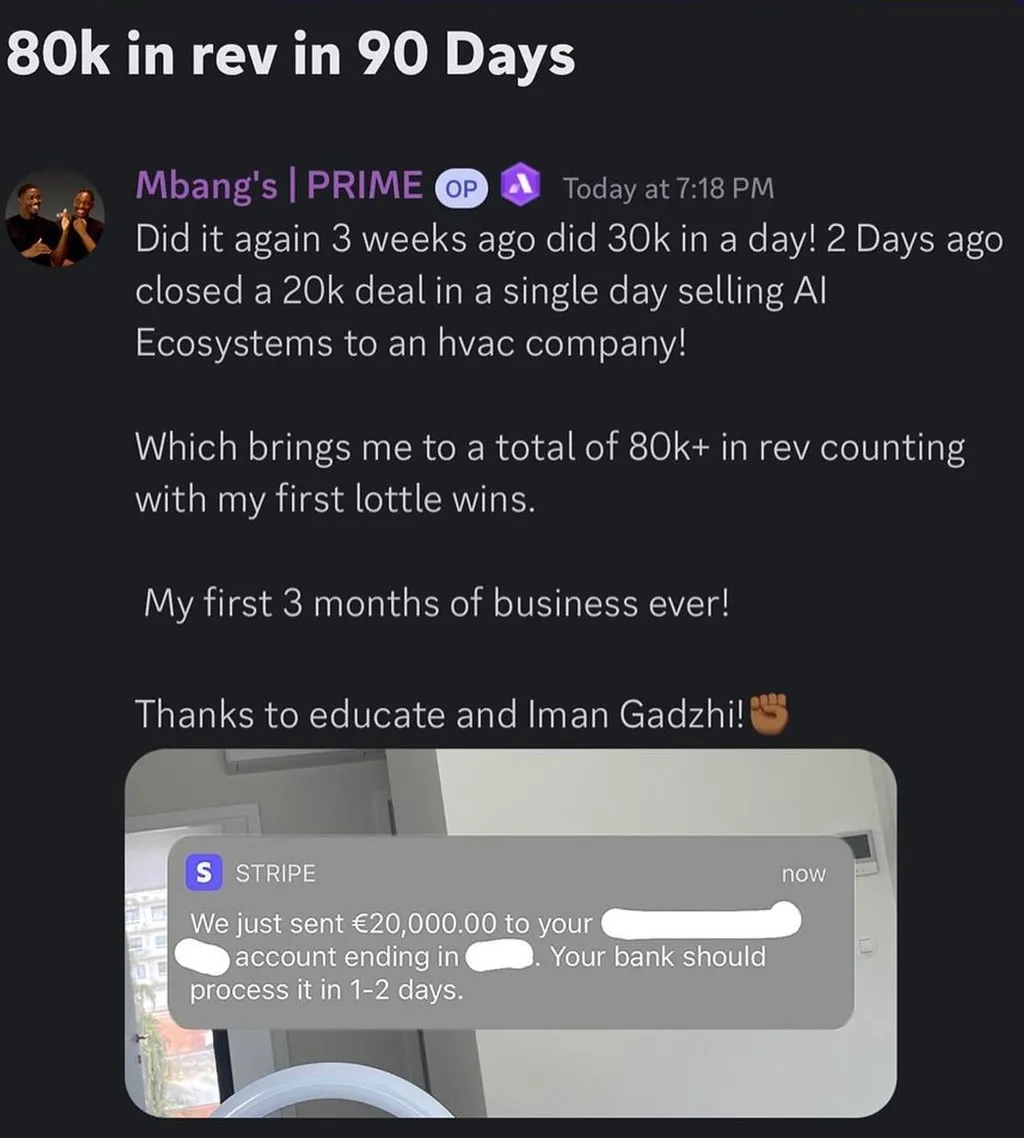 80k in rev in 90 Days
Mbang's | PRIME OP Today at 7:18 PM
Did it again 3 weeks ago did 30k in a day! 2 Days ago
closed a 20k deal in a single day selling AI
Ecosystems to an hvac company!
Which brings me to a total of 80k+ in rev counting
with my first lottle wins.
My first 3 months of business ever!
Thanks to educate and Iman Gadzhi!✊🏾
S STRIPE now
We just sent €20,000.00 to your
account ending in . Your bank should
process it in 1-2 days.